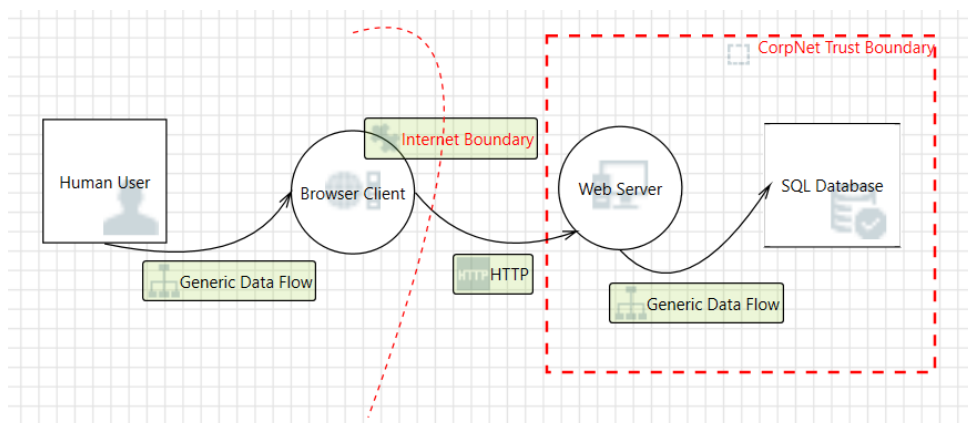 CorpNet Trust Boundary
Internet Boundary
Human User
Browser Client
Web Server
SQL Database
Generic Data Flow
HTTP HTTP
Generic Data Flow